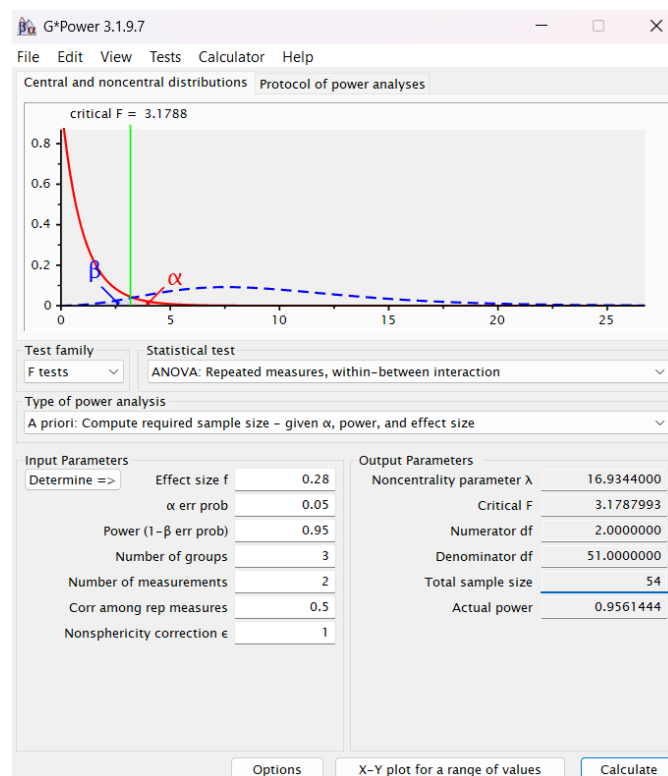 G*Power 3.1.9.7
File Edit View Tests Calculator Help
Central and noncentral distributions Protocol of power analyses
critical F = 3.1788
0.8
0.6
0.4
0.2
0
β α
0 5 10 15 20 25
Test family Statistical test
F tests ANOVA: Repeated measures, within-between interaction
Type of power analysis
A priori: Compute required sample size – given α, power, and effect size
Input Parameters
Determine => Effect size f 0.28
α err prob 0.05
Power (1-β err prob) 0.95
Number of groups 3
Number of measurements 2
Corr among rep measures 0.5
Nonsphericity correction ϵ 1
Output Parameters
Noncentrality parameter λ 16.9344000
Critical F 3.1787993
Numerator df 2.0000000
Denominator df 51.0000000
Total sample size 54
Actual power 0.9561444
Options X-Y plot for a range of values Calculate